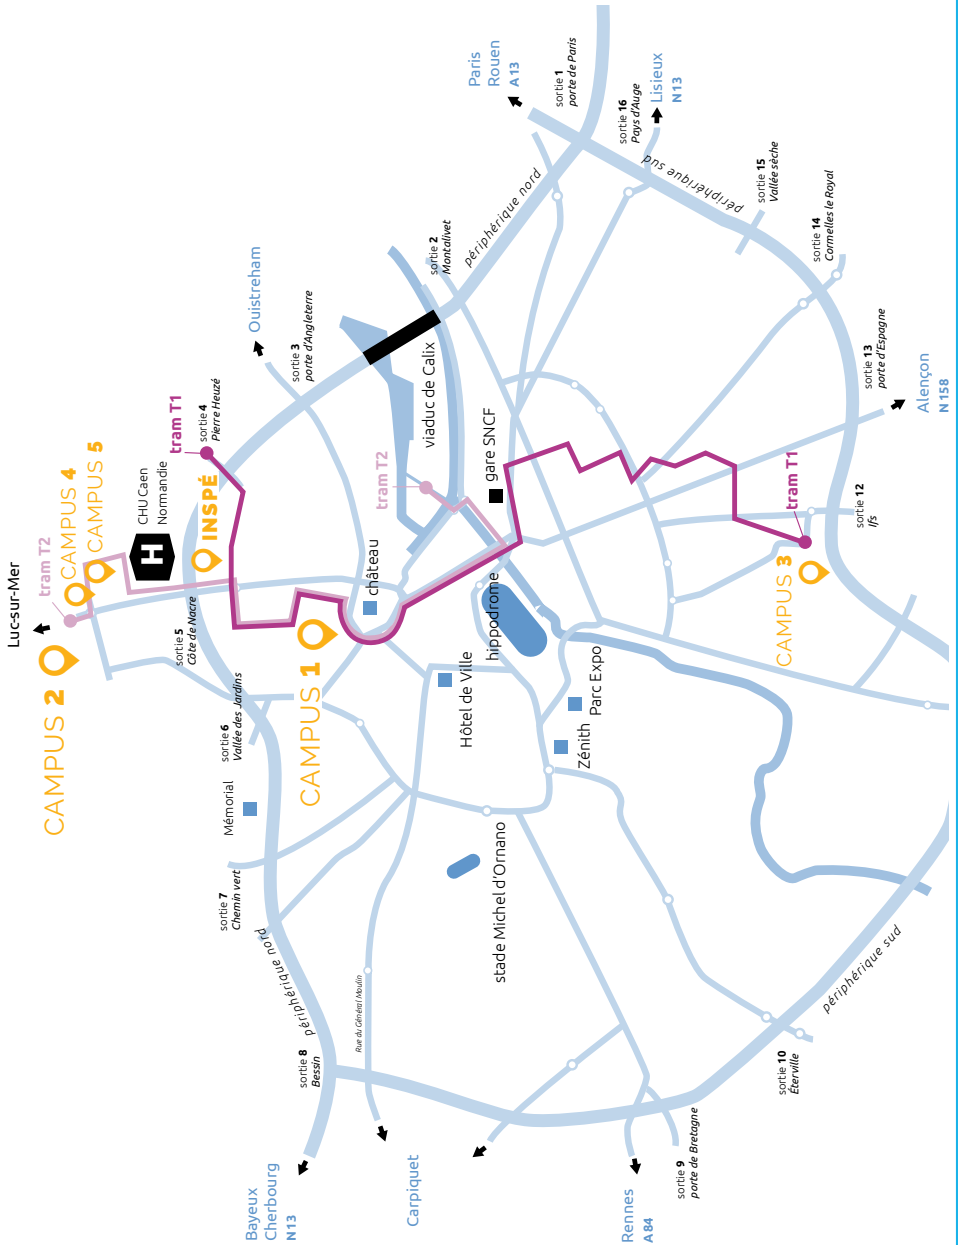 Luc-sur-Mer
tram T2
CAMPUS 2
CAMPUS 4
CAMPUS 5
CHU Caen
Normandie
H
INSPÉ
tram T1
sortie 4
Pierre Heuzé
Ouistreham
sortie 3
porte d'Angleterre
sortie 5
Côte de Nacre
sortie 6
Vallée des Jardins
Mémorial
sortie 7
Chemin vert
périphérique nord
sortie 8
Bessin
Bayeux
Cherbourg
N13
CAMPUS 1
château
Rue du Général Moulin
Carpiquet
viaduc de Calix
tram T2
sortie 2
Montalivet
périphérique nord
Paris
Rouen
A13
sortie 1
porte de Paris
sortie 16
Pays d'Auge
Lisieux
N13
périphérique sud
sortie 15
Vallée sèche
sortie 14
Cormelles le Royal
gare SNCF
Hôtel de Ville
hippodrome
stade Michel d'Ornano
Zénith
Parc Expo
Rennes
A84
sortie 9
porte de Bretagne
sortie 10
Éterville
périphérique sud
CAMPUS 3
tram T1
sortie 12
Ifs
sortie 13
porte d'Espagne
Alençon
N158